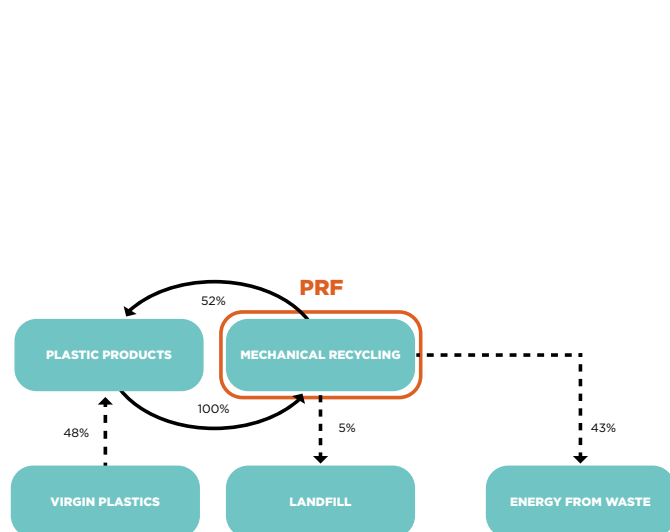 PRF
52%
PLASTIC PRODUCTS
MECHANICAL RECYCLING
100%
48%
5%
43%
VIRGIN PLASTICS
LANDFILL
ENERGY FROM WASTE